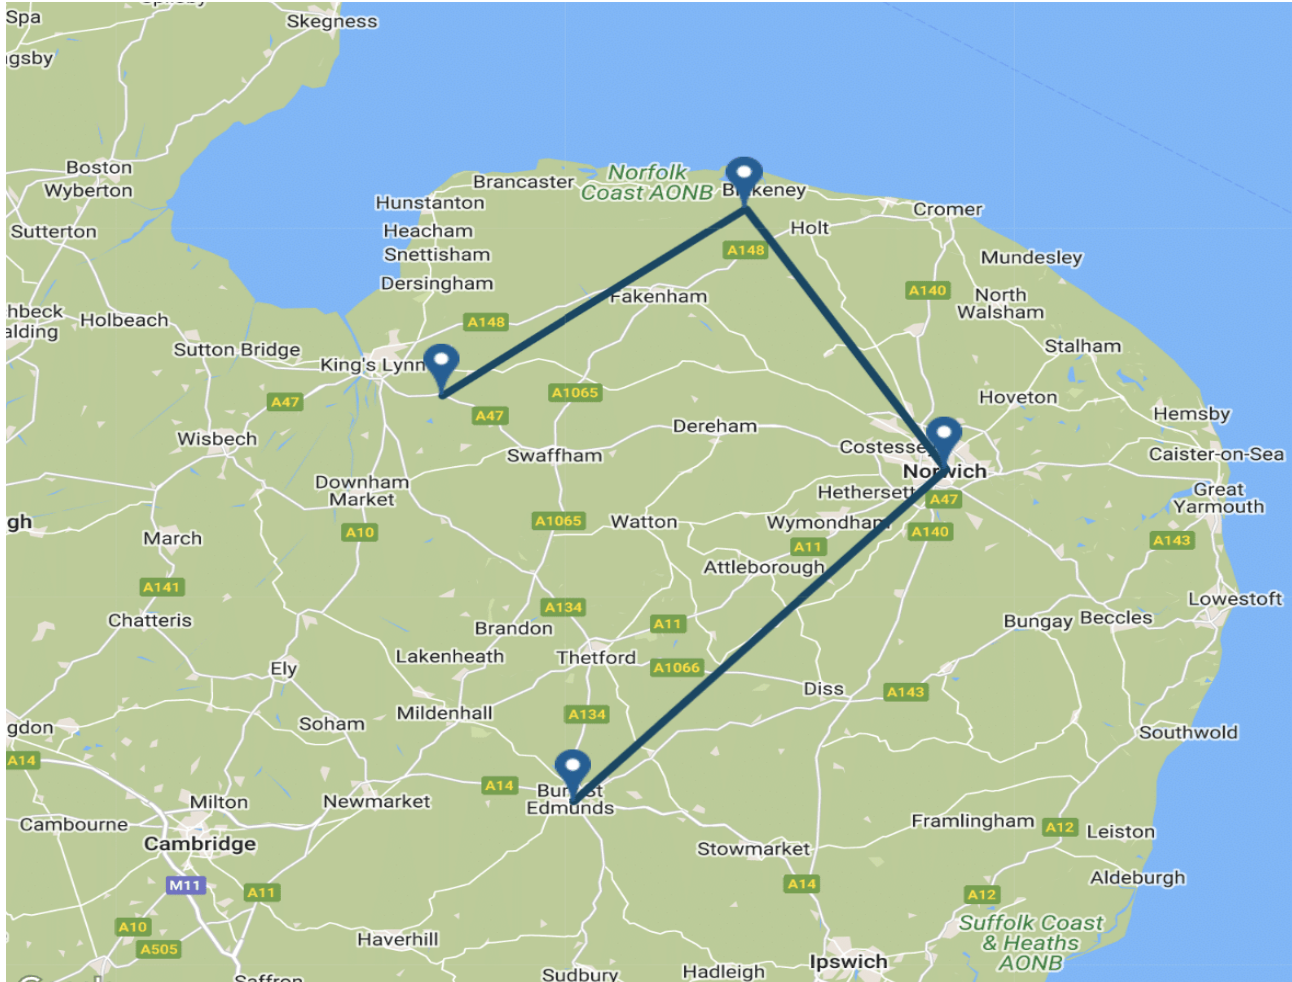 Spa
Skegness
gsby
Boston
Wyberton
Brancaster
Norfolk
Coast AONB
Hunstanton
Cromer
Sutterton
Heacham
Holt
Snettisham
A148
Mundesley
Dersingham
A140
North
Walsham
Fakenham
hbeck
alding
Holbeach
A148
Sutton Bridge
Stalham
King's Lynn
A1065
Hoveton
A47
A47
Hemsby
Dereham
Wisbech
Costessey
Swaffham
Caister-on-Sea
Norwich
Downham
Market
Great
Yarmouth
A47
gh
A1065
Watton
Wymondham
A10
A140
March
A11
A143
Attleborough
A141
Lowestoft
A134
Chatteris
Brandon
A11
Bungay
Beccles
Lakenheath
Thetford
A1066
Ely
Diss
A143
Mildenhall
A134
Soham
gdon
Southwold
A14
A14
Milton
Newmarket
Edmunds
Cambourne
Framlingham
A12
Leiston
Cambridge
Stowmarket
Aldeburgh
M11
A11
A14
A12
A10
A505
Haverhill
Suffolk Coast
& Heaths
AONB
Ipswich
Hadleigh
Sudbury